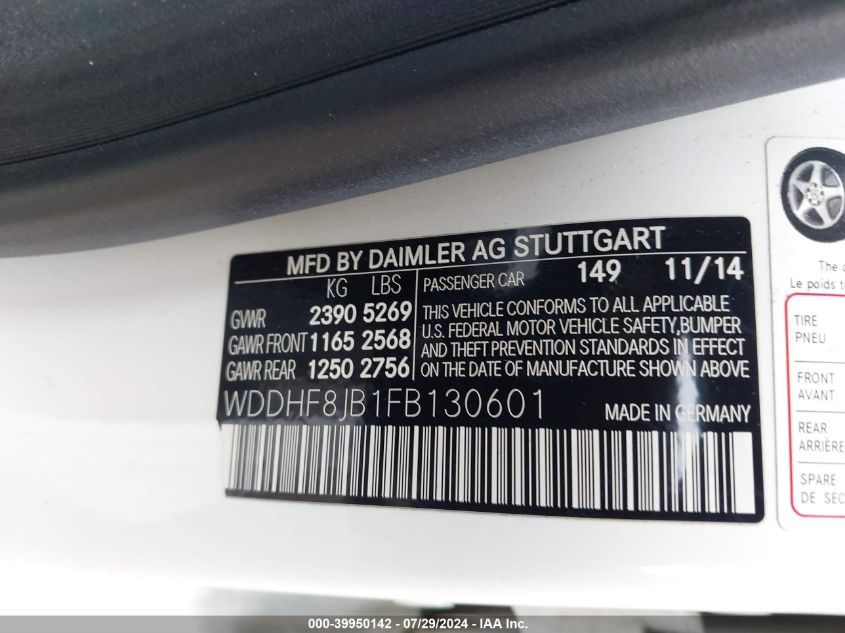 MFD BY DAIMLER AG STUTTGART
KG LBS
GVWR 2390 5269
GAWR FRONT 1165 2568
GAWR REAR 1250 2756
PASSENGER CAR 149 11/14
THIS VEHICLE CONFORMS TO ALL APPLICABLE
U.S. FEDERAL MOTOR VEHICLE SAFETY,BUMPER
AND THEFT PREVENTION STANDARDS IN EFFECT
ON THE DATE OF MANUFACTURE SHOWN ABOVE
WDDHF8JB1FB130601
MADE IN GERMANY
The
Le poids
TIRE
PNEU
FRONT
AVANT
REAR
ARRIÈRE
SPARE
DE
000-39950142 - 07/29/2024 - IAA, Inc.